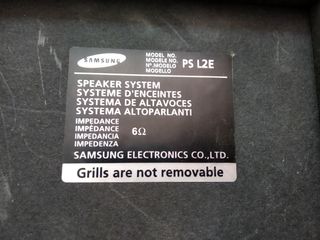 SAMSUNG
MODEL NO.
MODELE NO.
Nº.MODELO
MODELLO
PS L2E
SPEAKER SYSTEM
SYSTEME D'ENCEINTES
SYSTEMA DE ALTAVOCES
SYSTEMA ALTOPARLANTI
IMPEDANCE
IMPÉDANCE
IMPEDANCIA
IMPEDENZA
6Ω
SAMSUNG ELECTRONICS CO.,LTD.
Grills are not removable